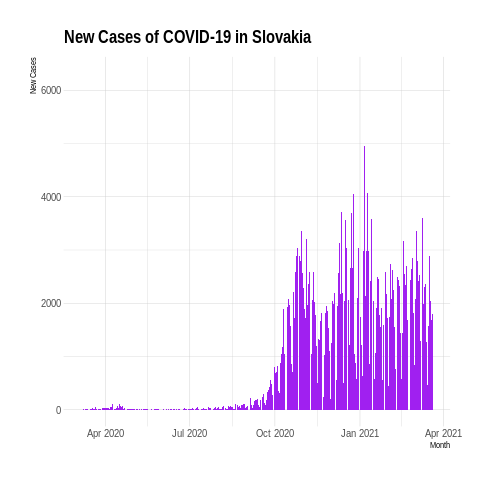 New Cases of COVID-19 in Slovakia
New Cases
6000
4000
2000
0
Apr 2020
Jul 2020
Oct 2020
Jan 2021
Apr 2021
Month